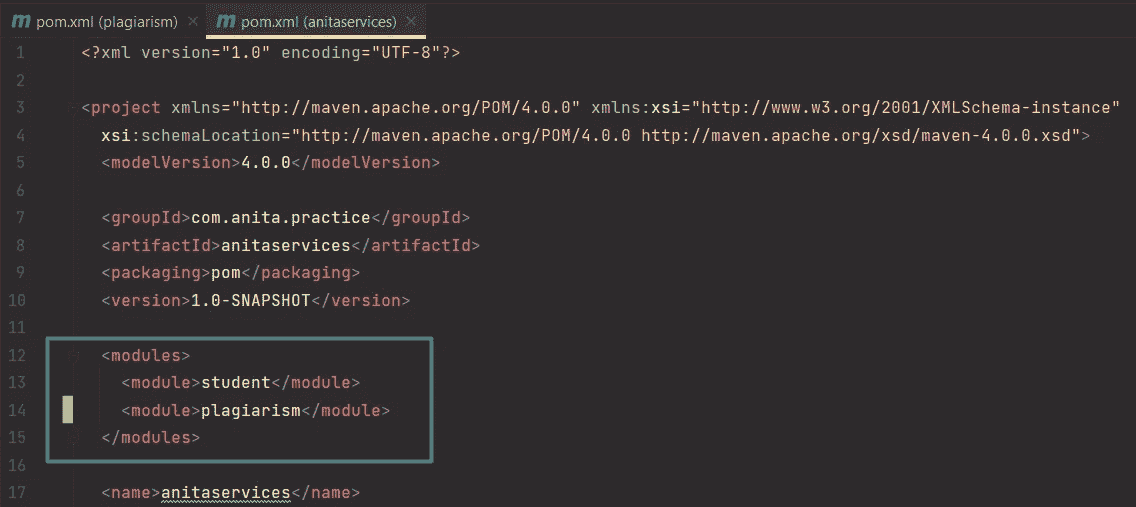 pom.xml (plagiarism) × pom.xml (anitaservices) ×
1 <?xml version="1.0" encoding="UTF-8"?>
2
3 <project xmlns="http://maven.apache.org/POM/4.0.0" xmlns:xsi="http://www.w3.org/2001/XMLSchema-instance"
4 xsi:schemaLocation="http://maven.apache.org/POM/4.0.0 http://maven.apache.org/xsd/maven-4.0.0.xsd">
5 <modelVersion>4.0.0</modelVersion>
6
7 <groupId>com.anita.practice</groupId>
8 <artifactId>anitaservices</artifactId>
9 <packaging>pom</packaging>
10 <version>1.0-SNAPSHOT</version>
11
12 <modules>
13 <module>student</module>
14 <module>plagiarism</module>
15 </modules>
16
17 <name>anitaservices</name>